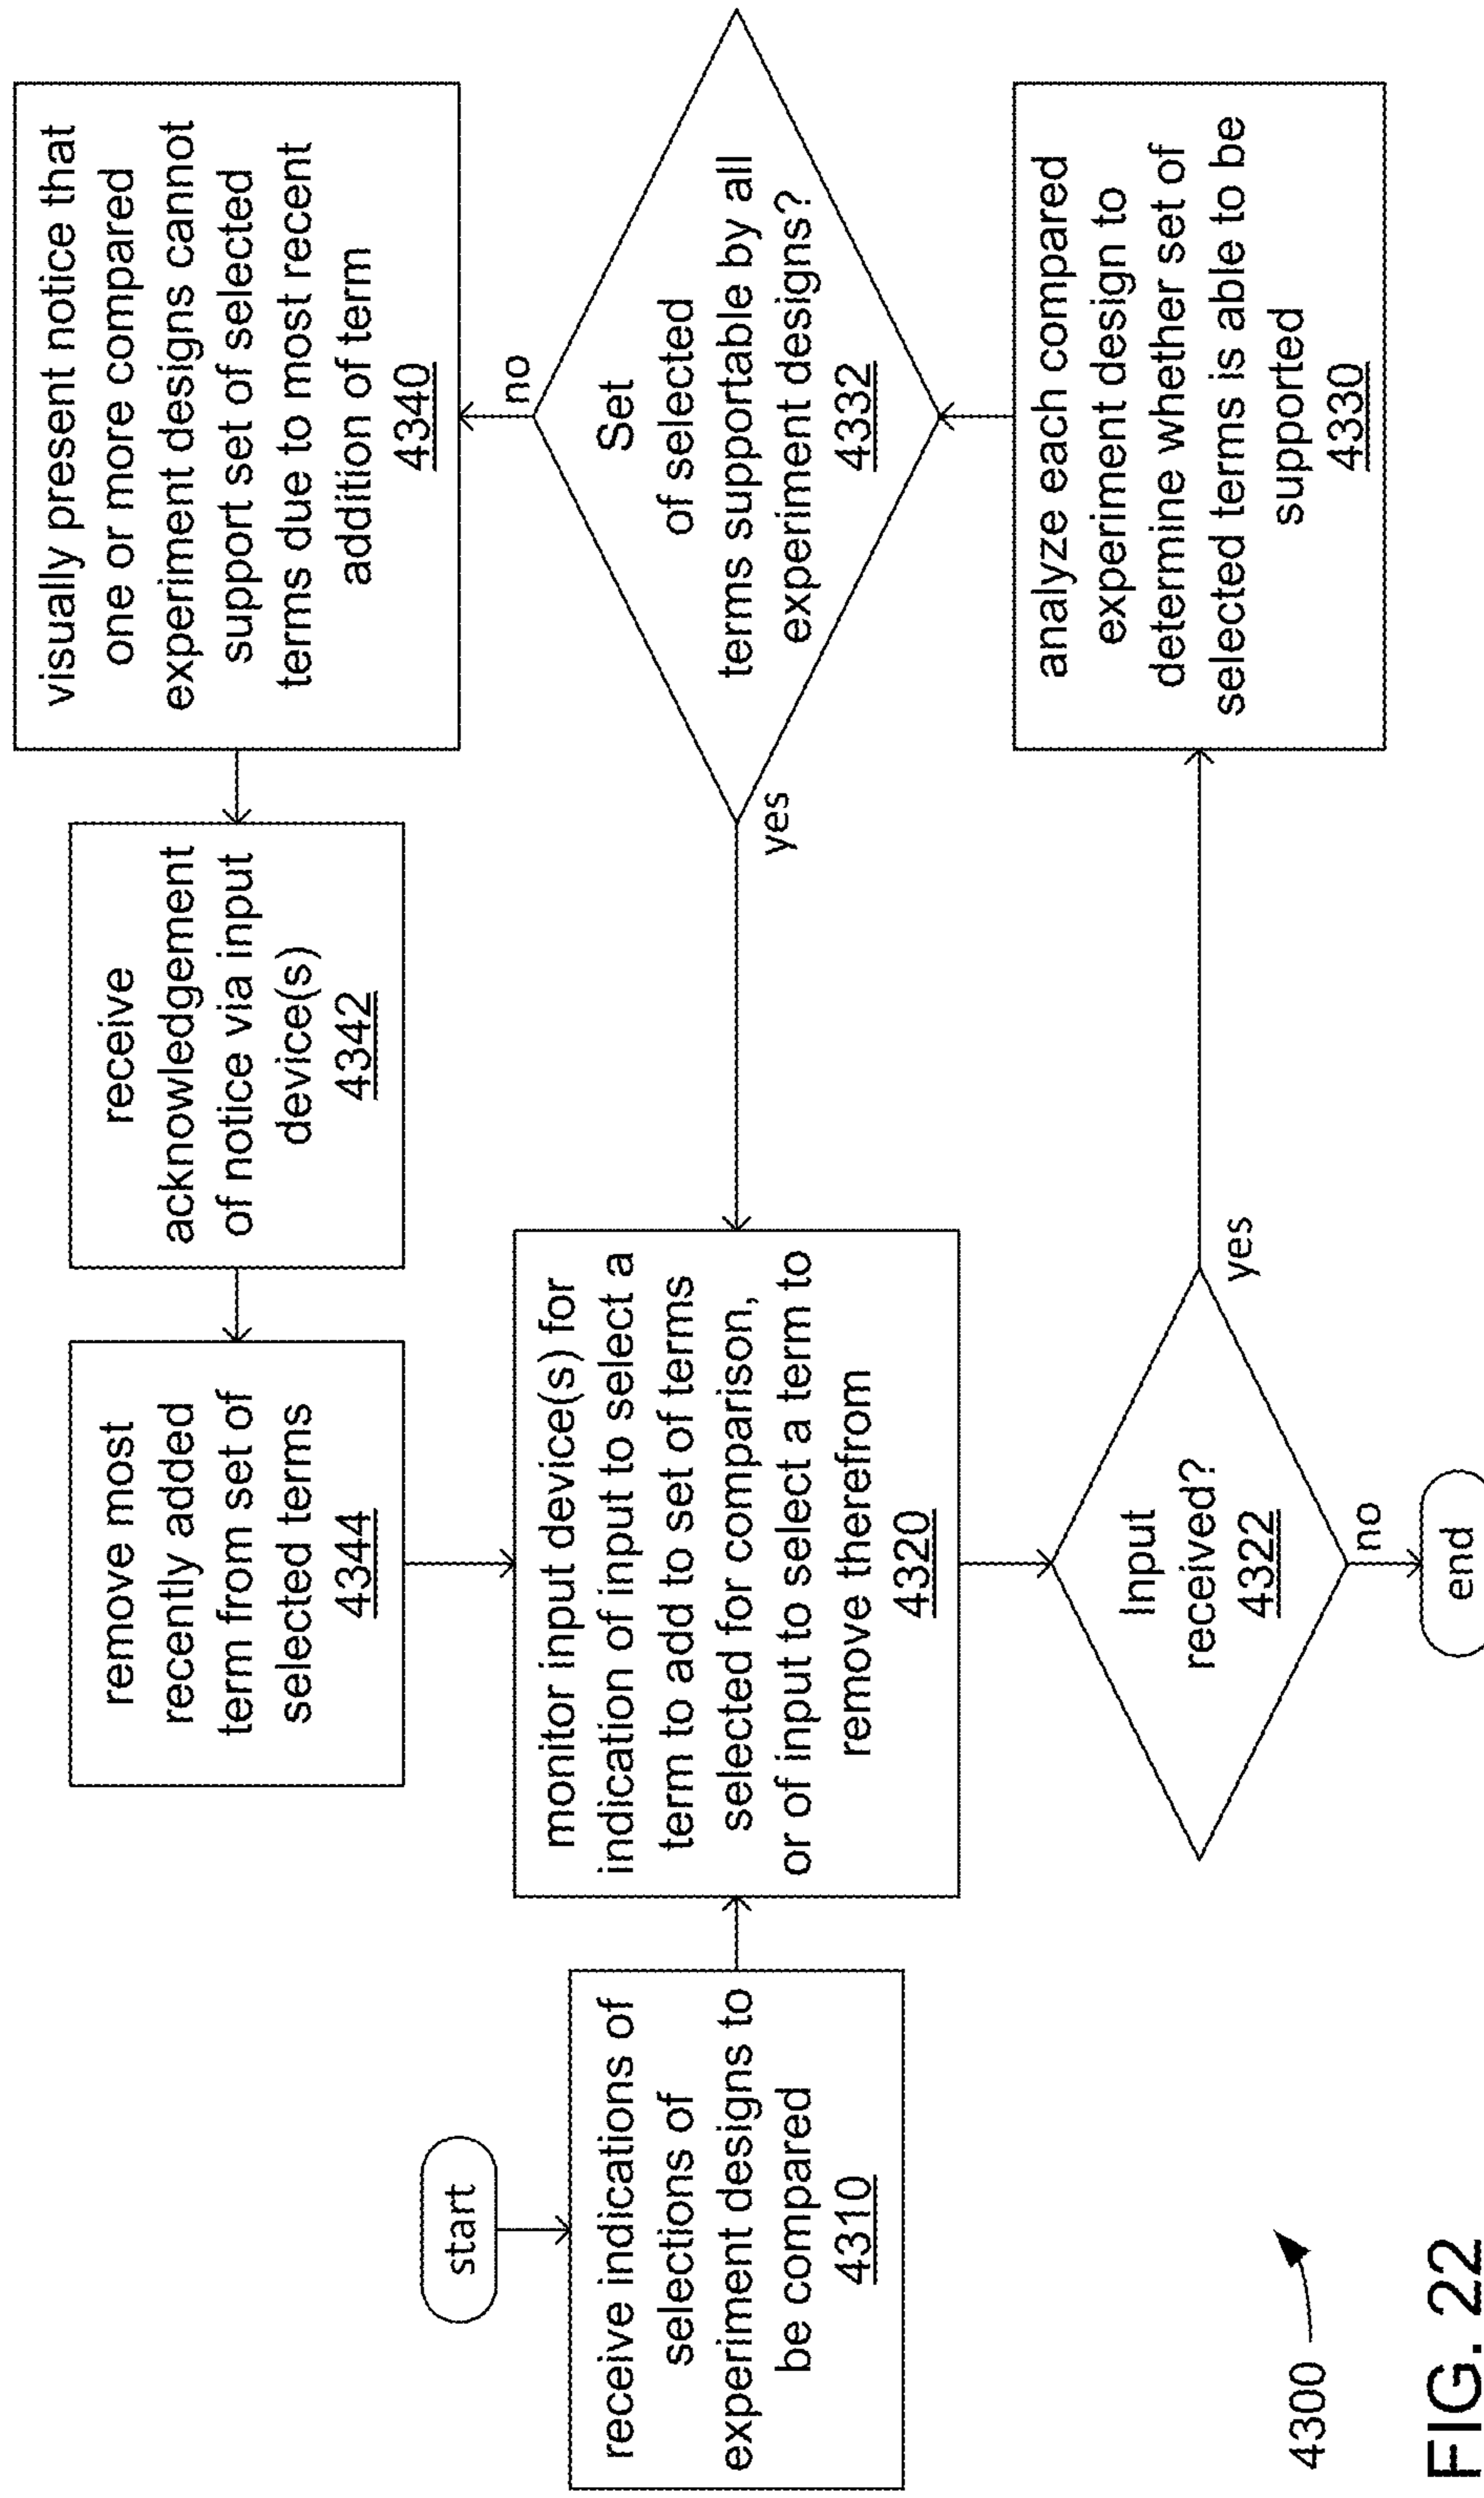 start
receive indications of
selections of
experiment designs to
be compared
4310
monitor input device(s) for
indication of input to select a
term to add to set of terms
selected for comparison,
or of input to select a term to
remove therefrom
4320
Input
received?
4322
yes
no
end
analyze each compared
experiment design to
determine whether set of
selected terms is able to be
supported
4330
Set
of selected
terms supportable by all
experiment designs?
4332
yes
no
visually present notice that
one or more compared
experiment designs cannot
support set of selected
terms due to most recent
addition of term
4340
receive
acknowledgement
of notice via input
device(s)
4342
remove most
recently added
term from set of
selected terms
4344
4300
FIG. 22